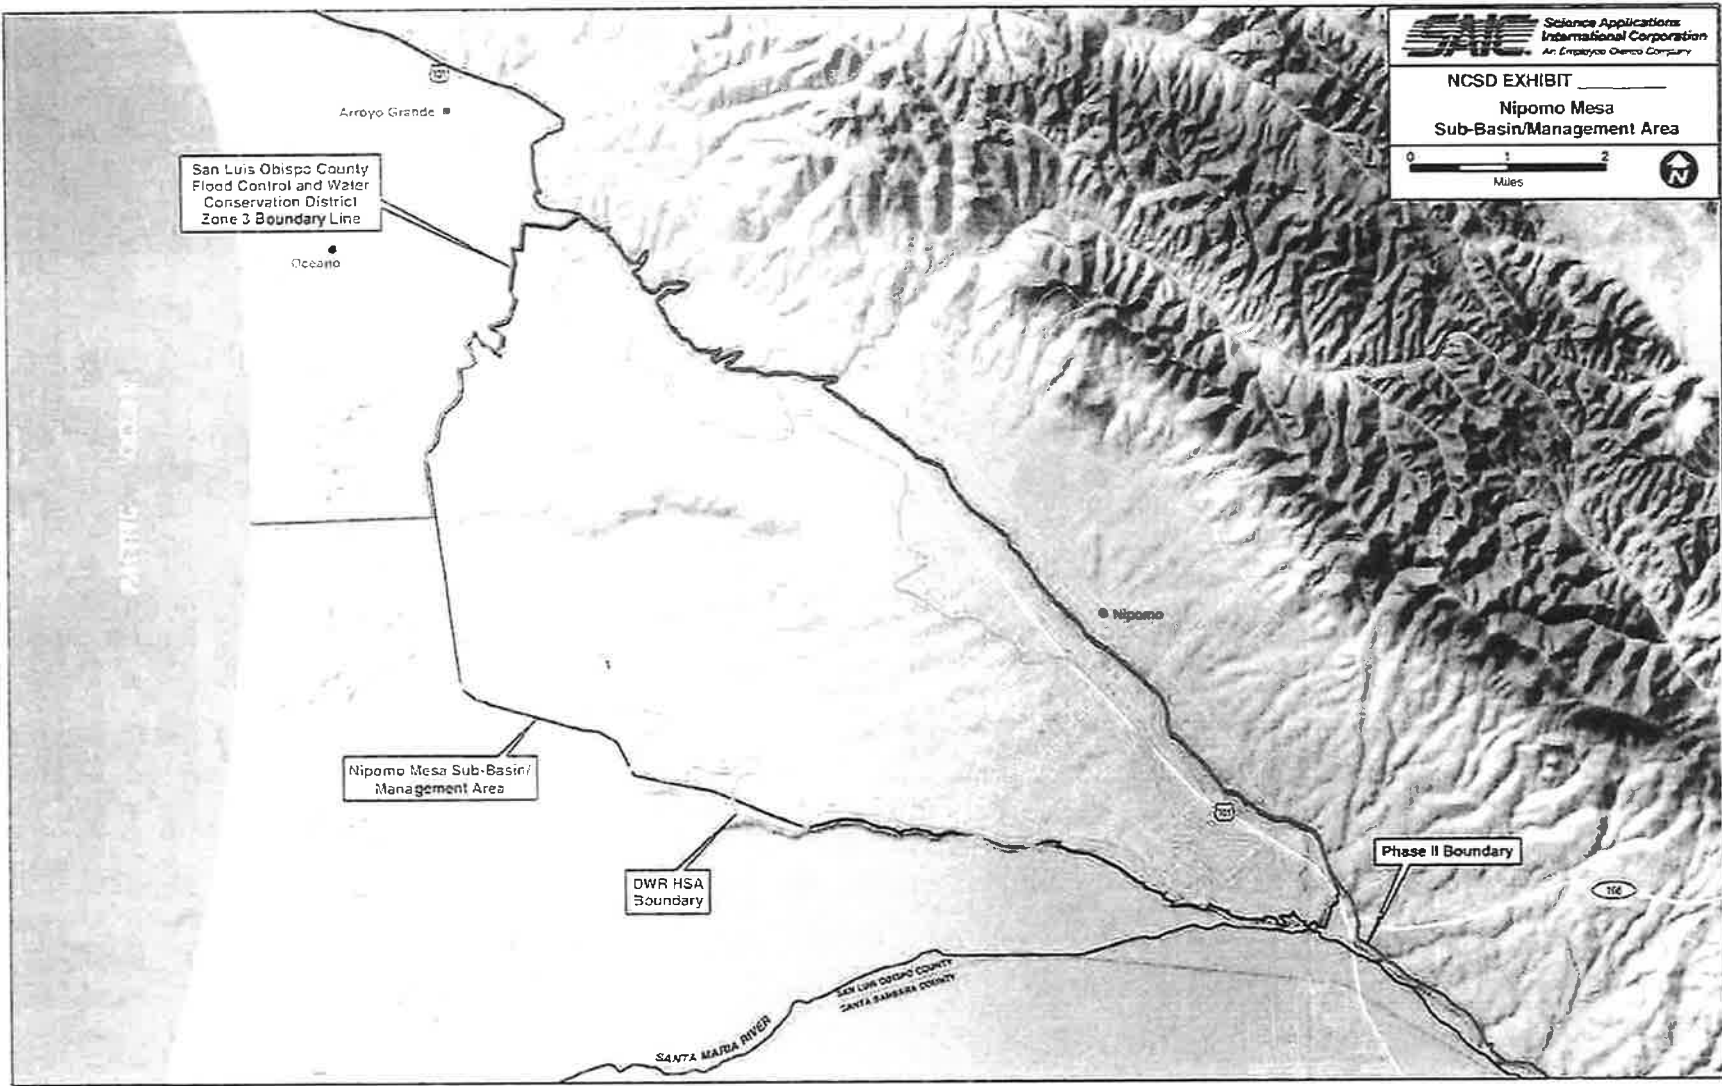 SAIC
Science Applications
International Corporation
An Employee Owned Company
NCSD EXHIBIT ________
Nipomo Mesa
Sub-Basin/Management Area
0 1 2
Miles
N
101
Arroyo Grande
San Luis Obispo County
Flood Control and Water
Conservation District
Zone 3 Boundary Line
Oceano
PACIFIC OCEAN
Nipomo
Nipomo Mesa Sub-Basin/
Management Area
101
DWR HSA
Boundary
Phase II Boundary
166
SAN LUIS OBISPO COUNTY
SANTA BARBARA COUNTY
SANTA MARIA RIVER